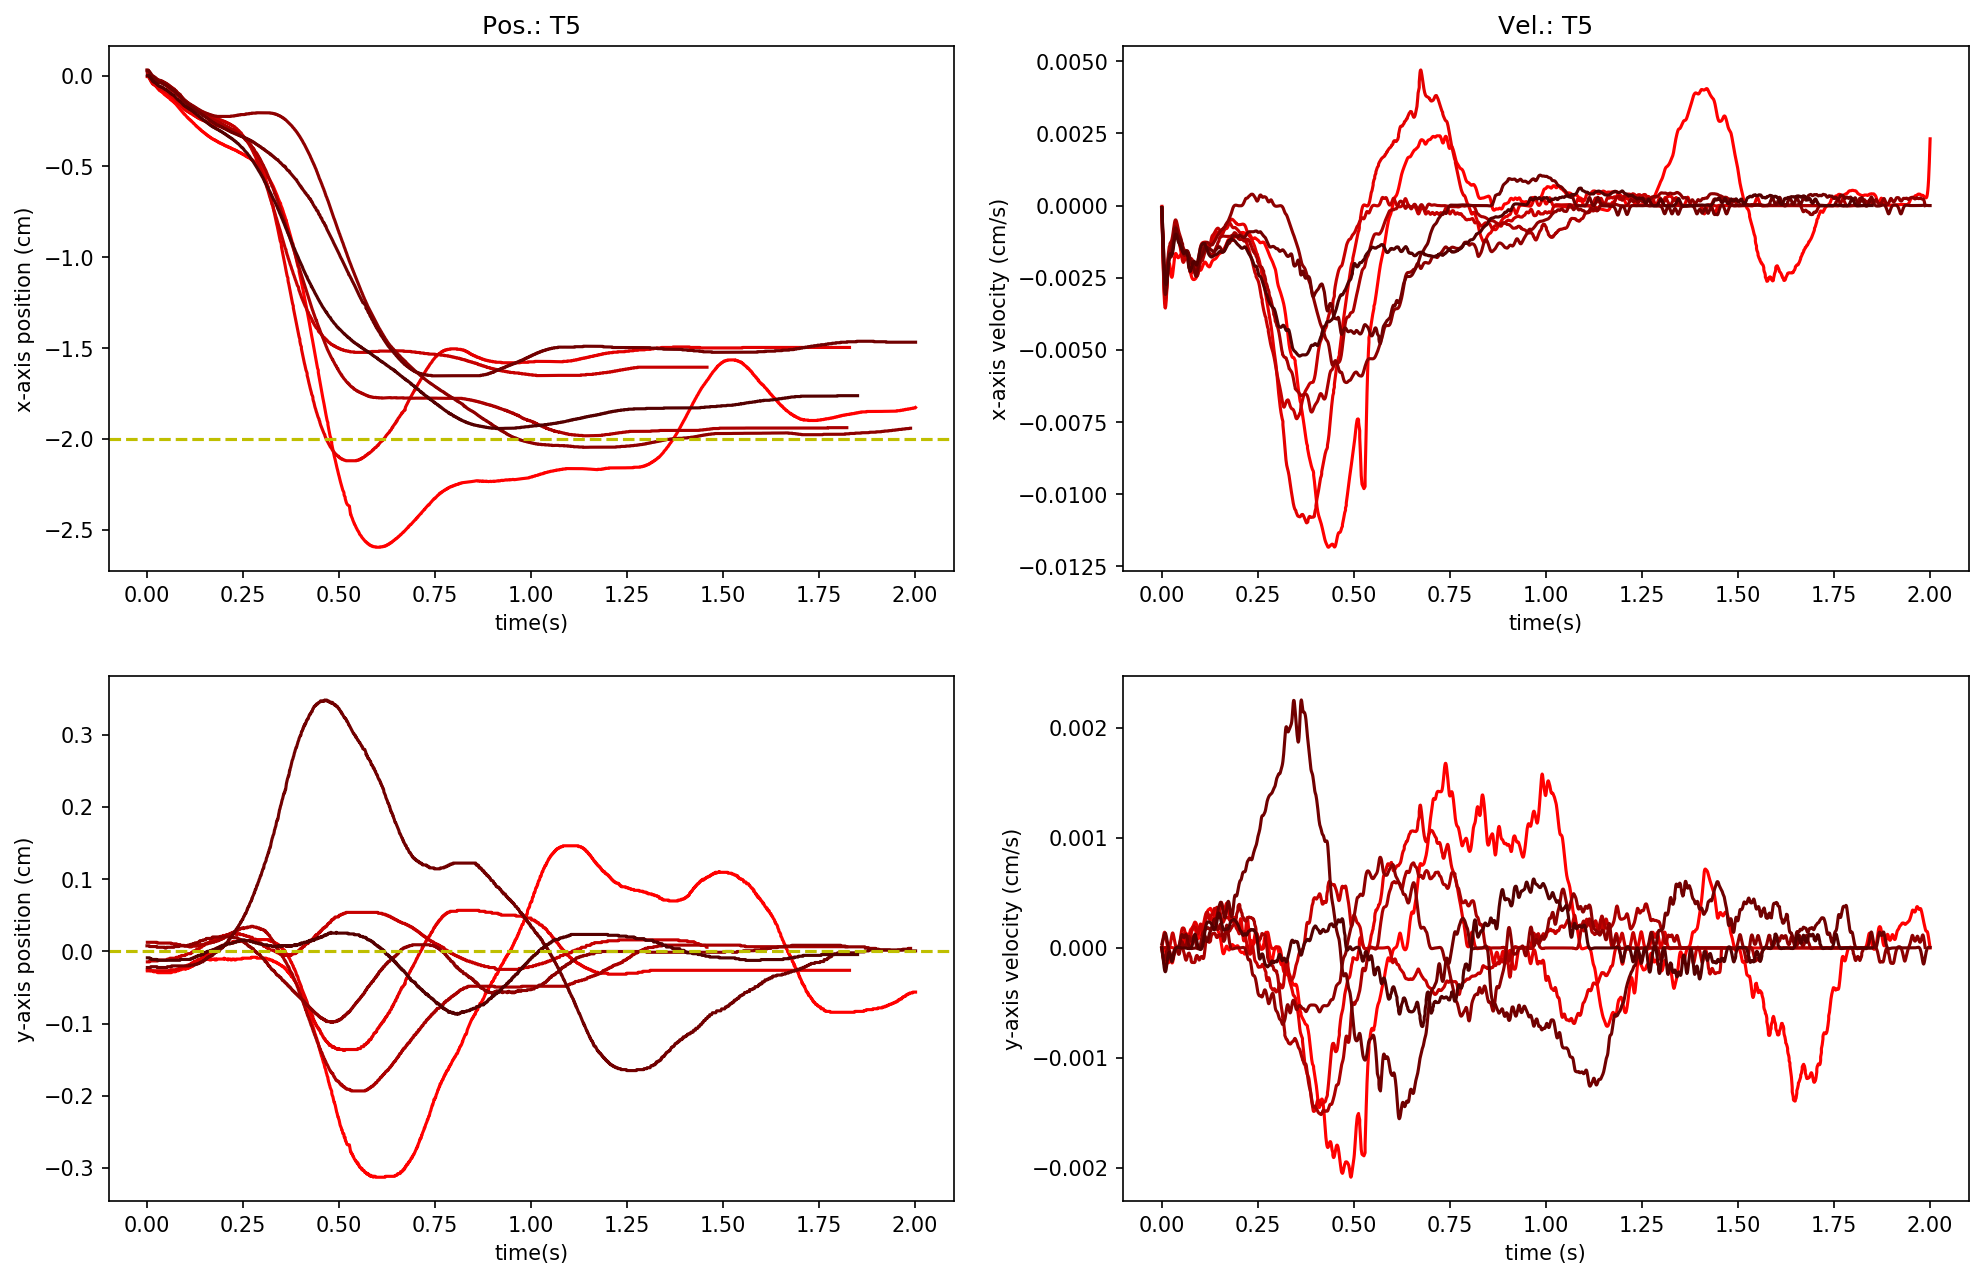 Pos.: T5
x-axis position (cm)
0.0
−0.5
−1.0
−1.5
−2.0
−2.5
0.00 0.25 0.50 0.75 1.00 1.25 1.50 1.75 2.00
time(s)
Vel.: T5
x-axis velocity (cm/s)
0.0050
0.0025
0.0000
−0.0025
−0.0050
−0.0075
−0.0100
−0.0125
0.00 0.25 0.50 0.75 1.00 1.25 1.50 1.75 2.00
time(s)
y-axis position (cm)
0.3
0.2
0.1
0.0
−0.1
−0.2
−0.3
0.00 0.25 0.50 0.75 1.00 1.25 1.50 1.75 2.00
time(s)
y-axis velocity (cm/s)
0.002
0.001
0.000
−0.001
−0.002
0.00 0.25 0.50 0.75 1.00 1.25 1.50 1.75 2.00
time (s)